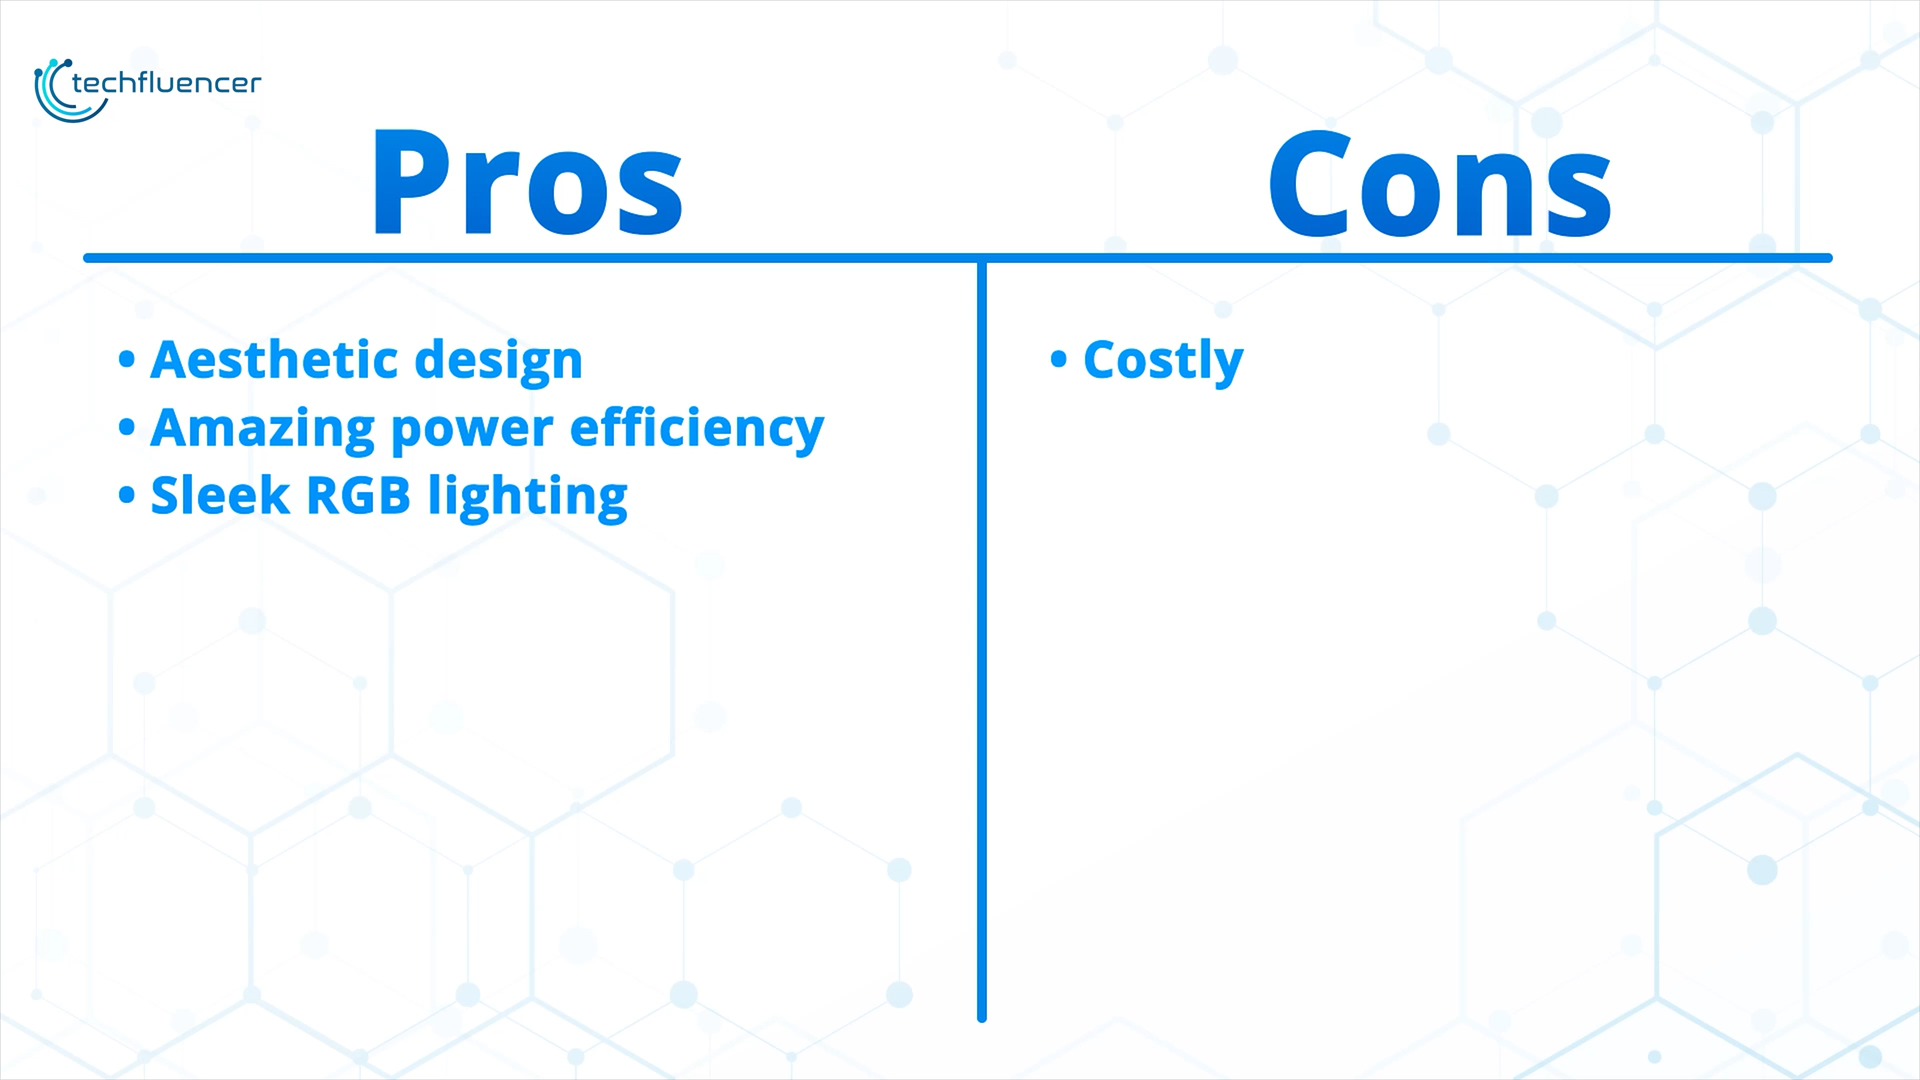 techfluencer
Pros
Cons
• Aesthetic design
• Amazing power efficiency
• Sleek RGB lighting
• Costly